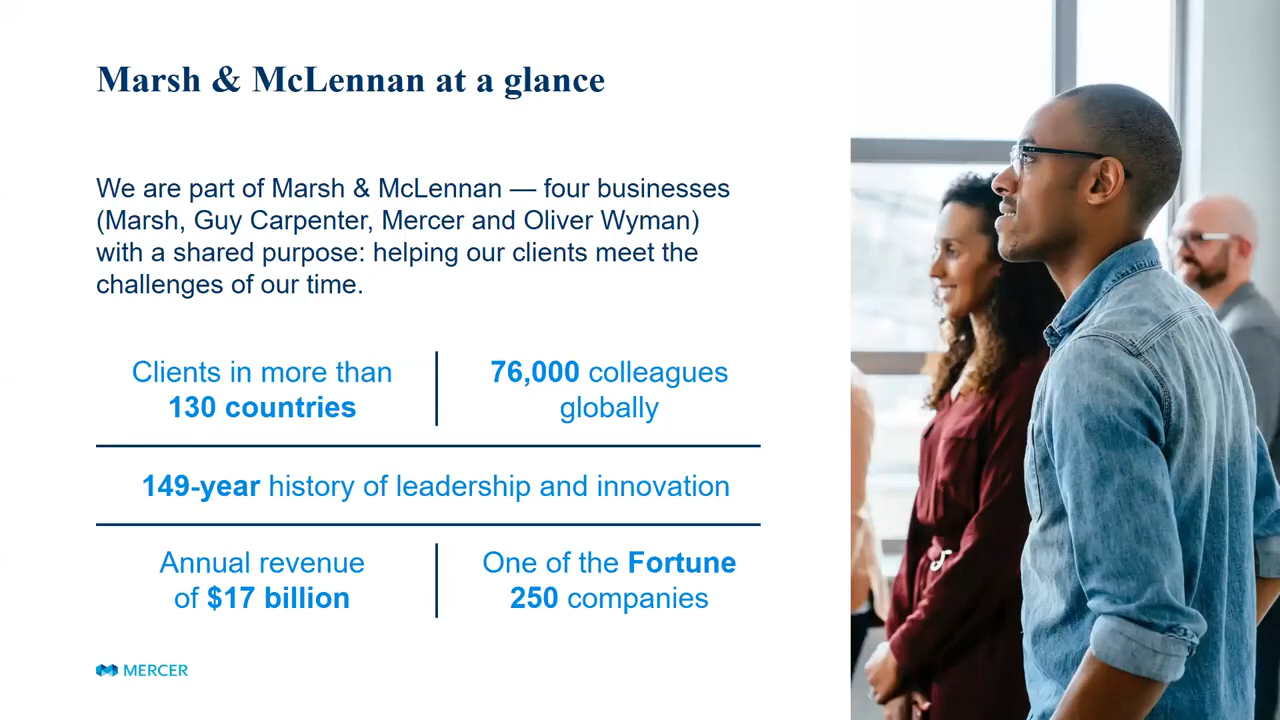 Marsh & McLennan at a glance
We are part of Marsh & McLennan — four businesses
(Marsh, Guy Carpenter, Mercer and Oliver Wyman)
with a shared purpose: helping our clients meet the
challenges of our time.
Clients in more than
130 countries
76,000 colleagues
globally
149-year history of leadership and innovation
Annual revenue
of $17 billion
One of the Fortune
250 companies
MERCER